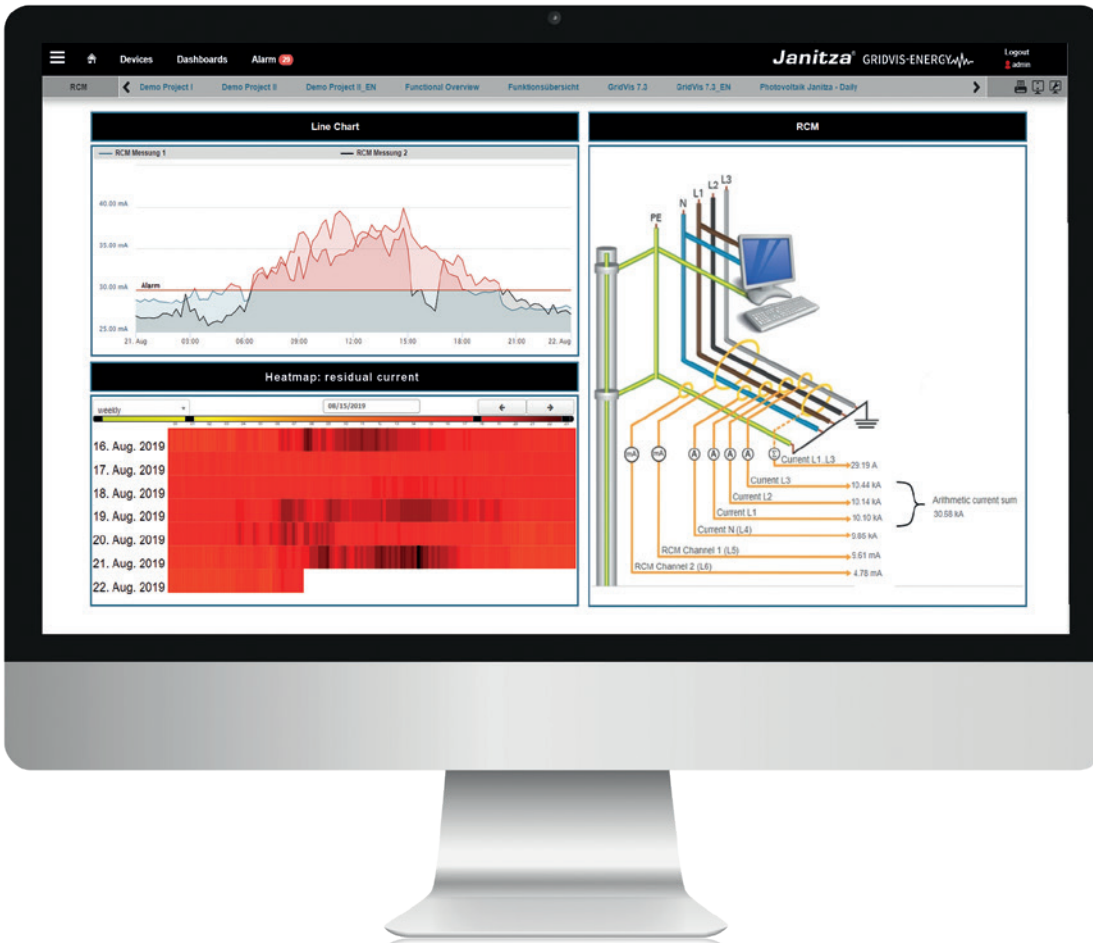 Devices Dashboards Alarm 29
Janitza® GRIDVIS-ENERGY
Logout
admin
RCM Demo Project I Demo Project II Demo Project II_EN Functional Overview Funktionsübersicht GridVis 7.3 GridVis 7.3_EN Photovoltaik Janitza - Daily
Line Chart
RCM Messung 1 RCM Messung 2
40.00 mA
35.00 mA
30.00 mA
Alarm
25.00 mA
21. Aug 03:00 06:00 09:00 12:00 15:00 18:00 21:00 22. Aug
Heatmap: residual current
weekly 08/15/2019
16. Aug. 2019
17. Aug. 2019
18. Aug. 2019
19. Aug. 2019
20. Aug. 2019
21. Aug. 2019
22. Aug. 2019
RCM
PE N L1 L2 L3
mA mA A A A A Σ
Current L1..L3 29.19 A
Current L3 10.44 kA
Current L2 10.14 kA
Current L1 10.10 kA
Current N (L4) 9.65 kA
RCM Channel 1 (L5) 9.61 mA
RCM Channel 2 (L6) 4.78 mA
Arithmetic current sum
30.68 kA